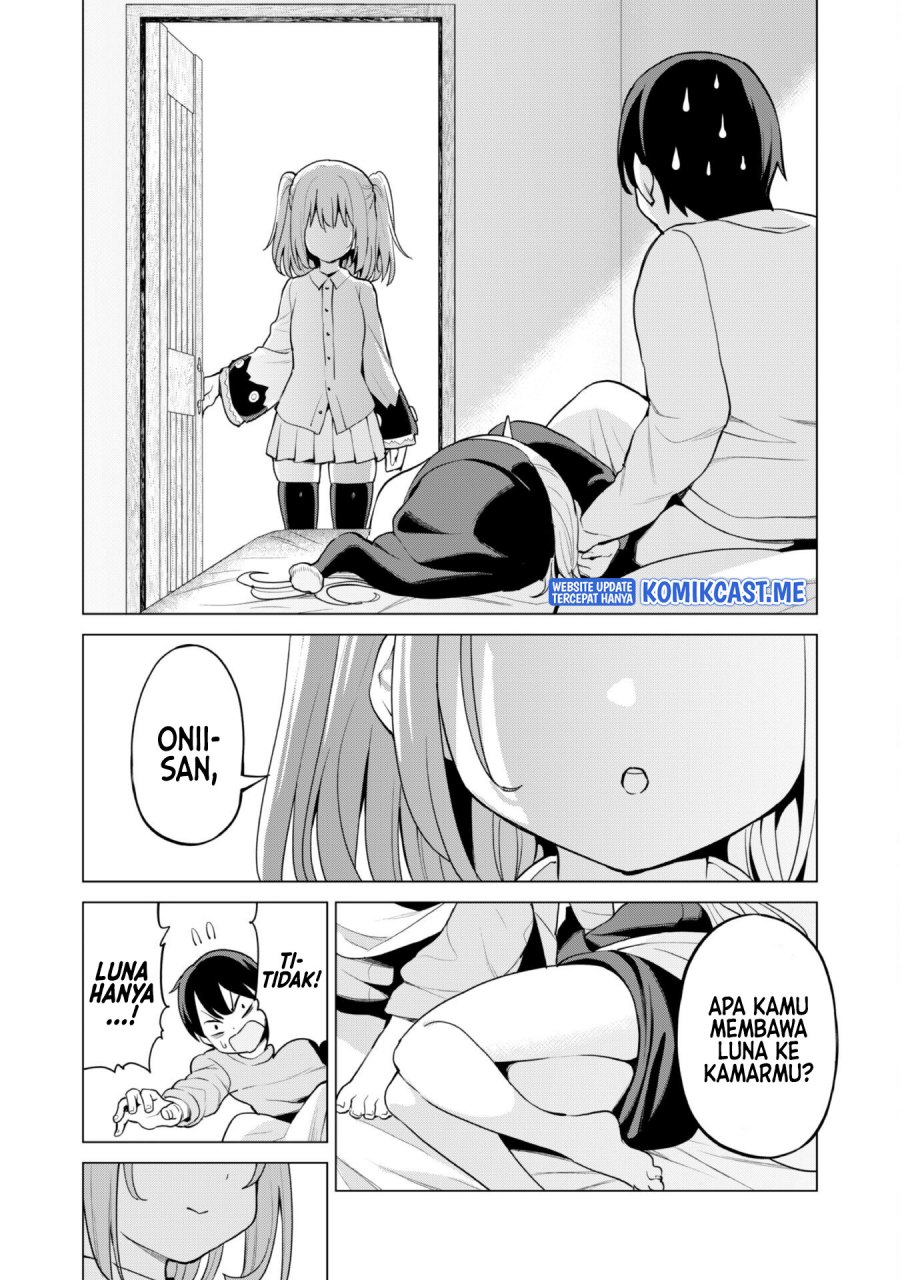 WEBSITE UPDATE
TERCEPAT HANYA
KOMIKCAST.ME
ONII-
SAN,
APA KAMU
MEMBAWA
LUNA KE
KAMARMU?
TI-
TIDAK!
LUNA
HANYA
...!